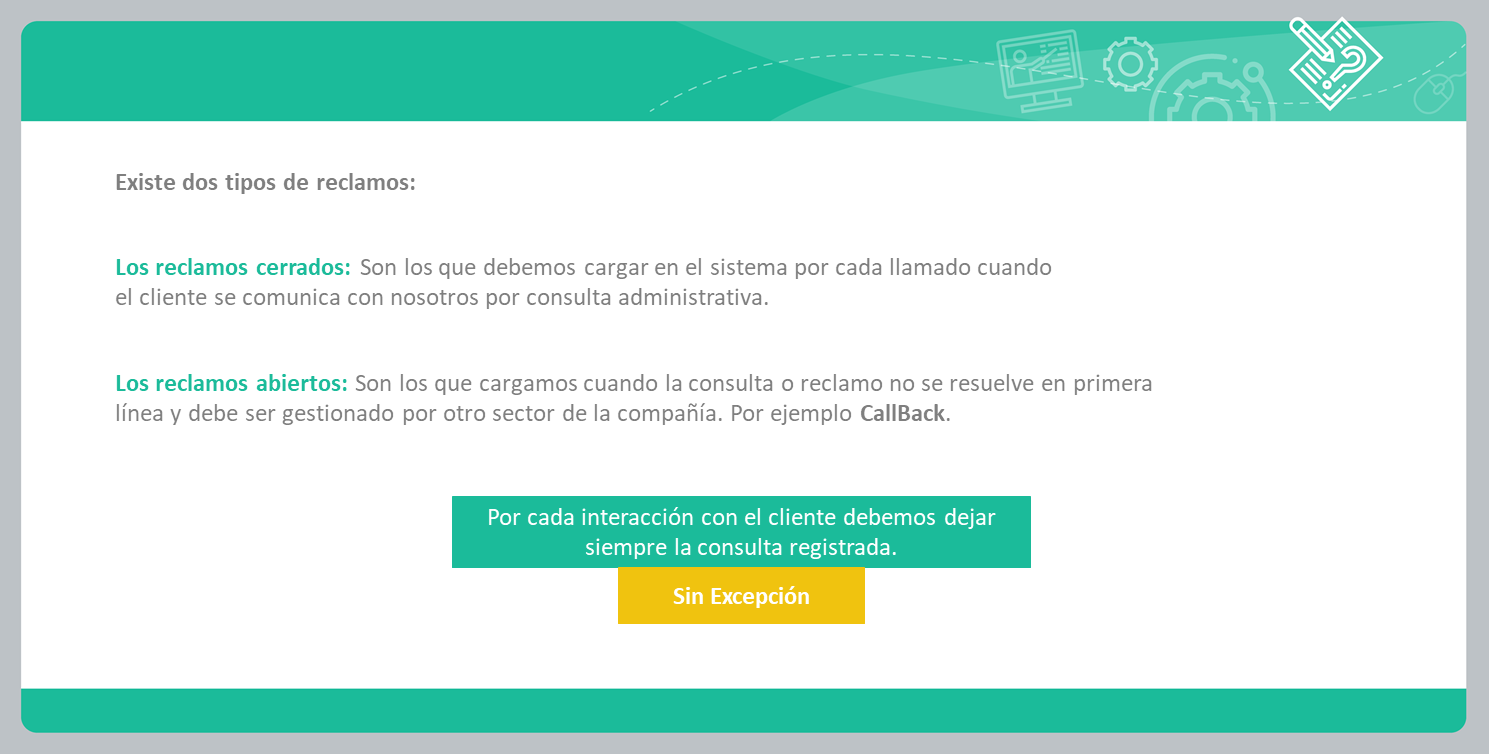 Existe dos tipos de reclamos:
Los reclamos cerrados: Son los que debemos cargar en el sistema por cada llamado cuando
el cliente se comunica con nosotros por consulta administrativa.
Los reclamos abiertos: Son los que cargamos cuando la consulta o reclamo no se resuelve en primera
línea y debe ser gestionado por otro sector de la compañía. Por ejemplo CallBack.
Por cada interacción con el cliente debemos dejar
siempre la consulta registrada.
Sin Excepción